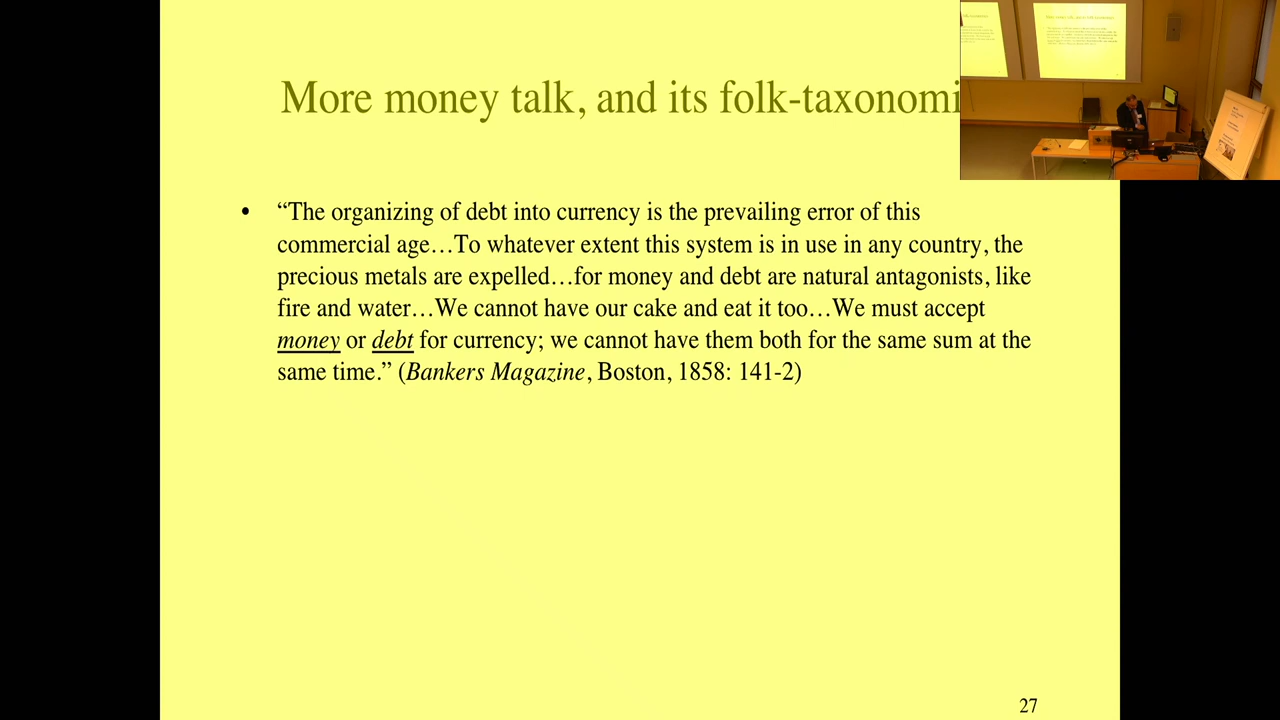 More money talk, and its folk-taxonomi
• “The organizing of debt into currency is the prevailing error of this
commercial age…To whatever extent this system is in use in any country, the
precious metals are expelled…for money and debt are natural antagonists, like
fire and water…We cannot have our cake and eat it too…We must accept
money or debt for currency; we cannot have them both for the same sum at the
same time.” (Bankers Magazine, Boston, 1858: 141-2)
27